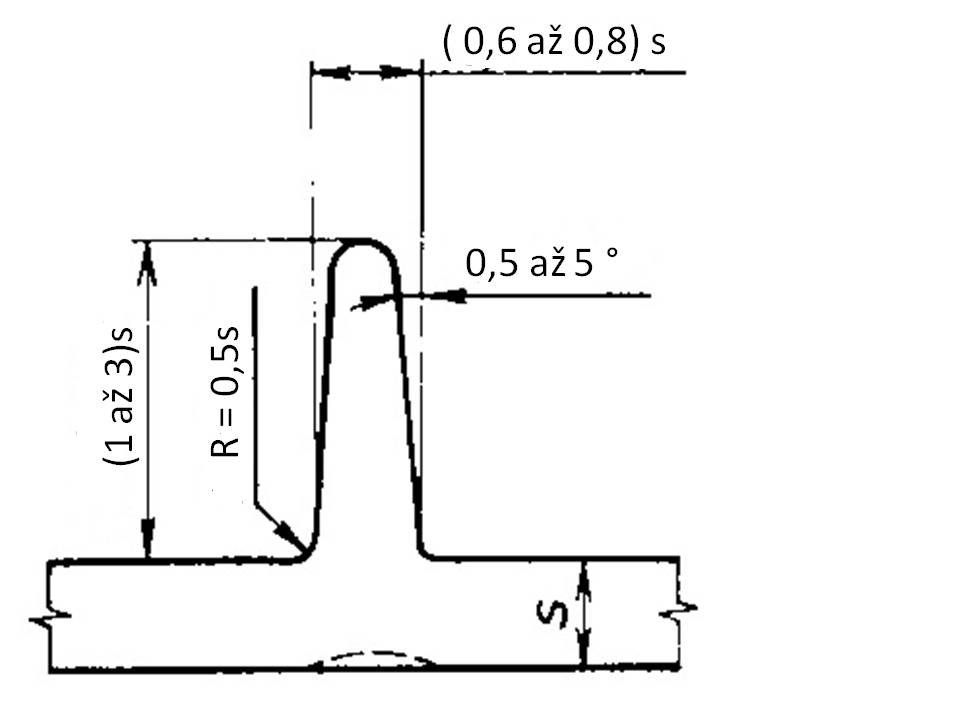 ( 0,6 až 0,8) s
0,5 až 5 °
(1 až 3)s
R = 0,5s
S